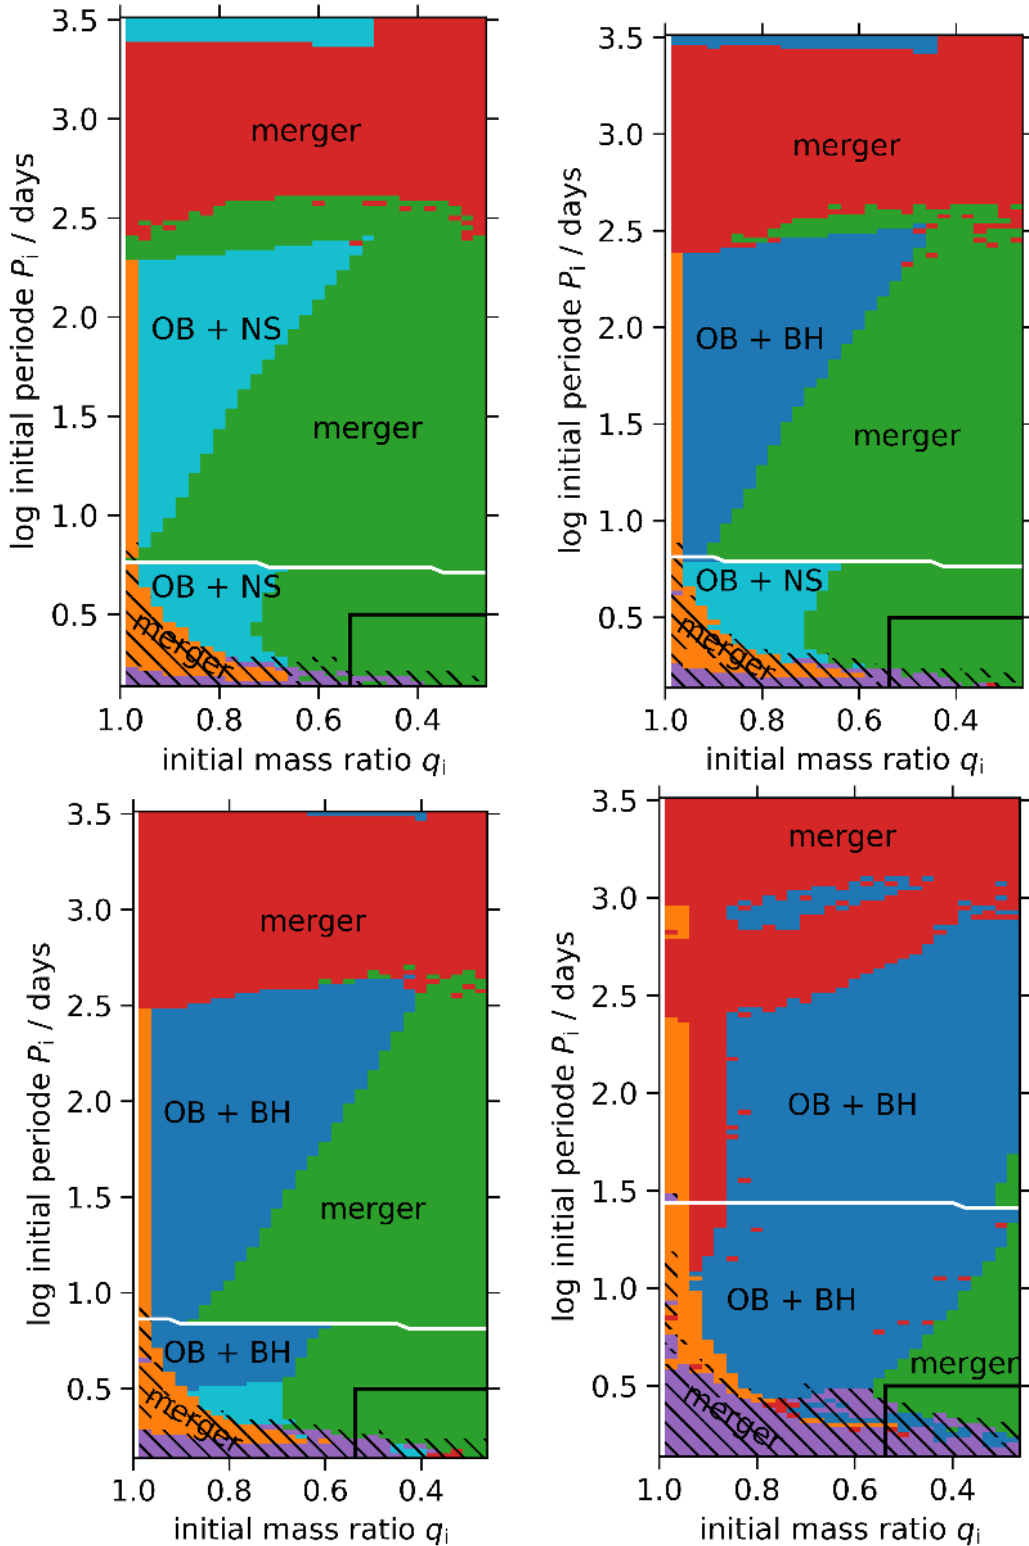 3.5
3.0
2.5
2.0
1.5
1.0
0.5
log initial periode Pi / days
merger
OB + NS
merger
OB + NS
merger
1.0 0.8 0.6 0.4
initial mass ratio qi
3.5
3.0
2.5
2.0
1.5
1.0
0.5
log initial periode Pi / days
merger
OB + BH
merger
OB + NS
merger
1.0 0.8 0.6 0.4
initial mass ratio qi
3.5
3.0
2.5
2.0
1.5
1.0
0.5
log initial periode Pi / days
merger
OB + BH
merger
OB + BH
merger
1.0 0.8 0.6 0.4
initial mass ratio qi
3.5
3.0
2.5
2.0
1.5
1.0
0.5
log initial periode Pi / days
merger
OB + BH
OB + BH
merger
merger
1.0 0.8 0.6 0.4
initial mass ratio qi